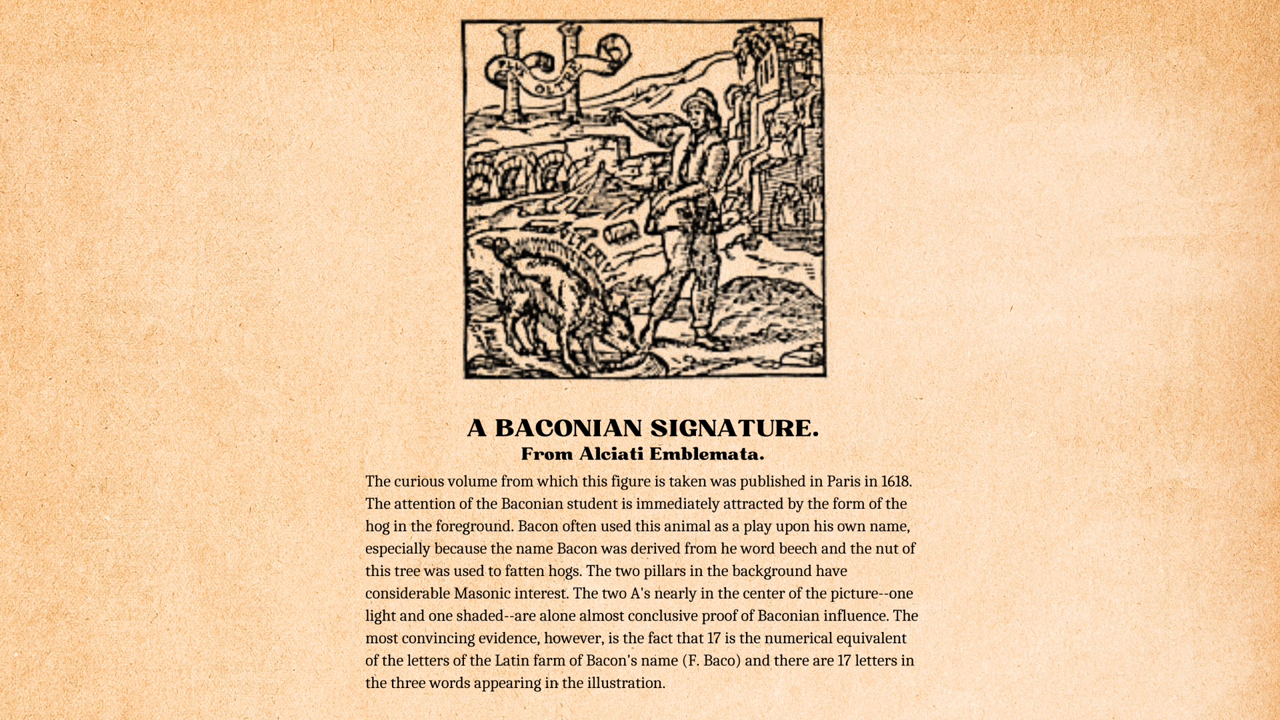 OLTRE
VLTERIVS
A BACONIAN SIGNATURE.
From Alciati Emblemata.
The curious volume from which this figure is taken was published in Paris in 1618.
The attention of the Baconian student is immediately attracted by the form of the
hog in the foreground. Bacon often used this animal as a play upon his own name,
especially because the name Bacon was derived from he word beech and the nut of
this tree was used to fatten hogs. The two pillars in the background have
considerable Masonic interest. The two A's nearly in the center of the picture--one
light and one shaded--are alone almost conclusive proof of Baconian influence. The
most convincing evidence, however, is the fact that 17 is the numerical equivalent
of the letters of the Latin farm of Bacon's name (F. Baco) and there are 17 letters in
the three words appearing in the illustration.